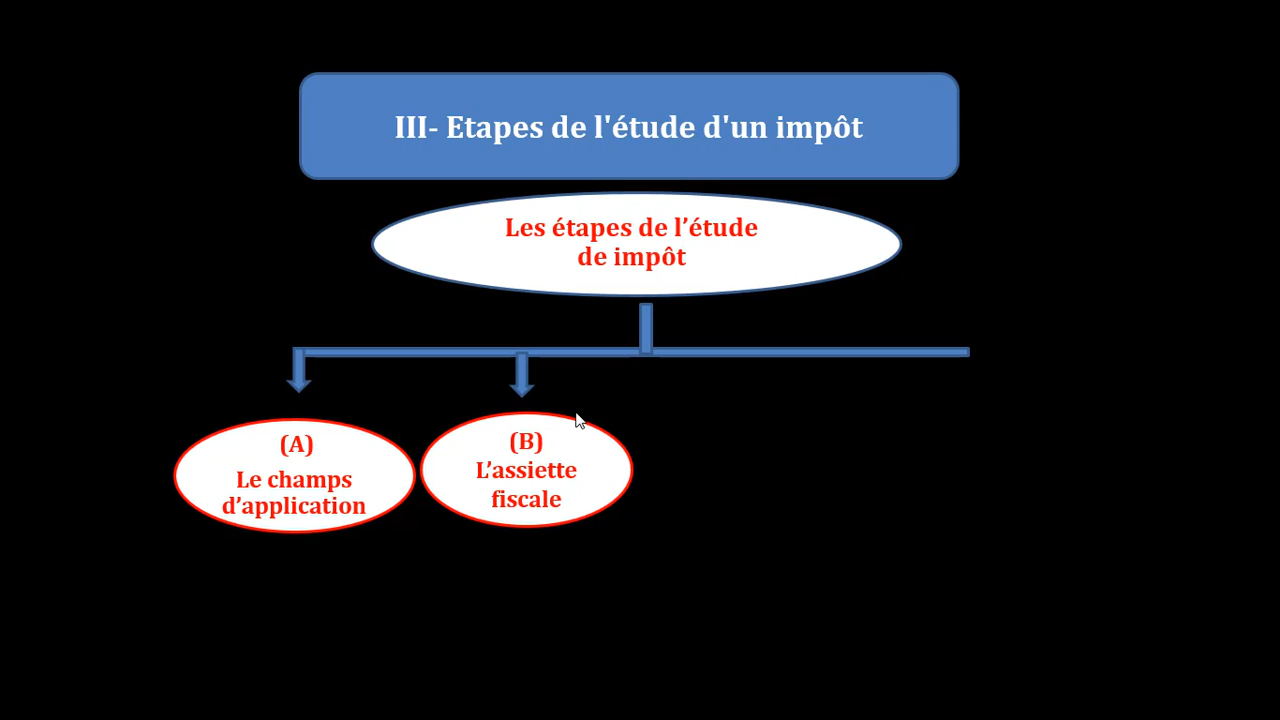 III- Etapes de l'étude d'un impôt
Les étapes de l’étude
de impôt
(A)
Le champs
d’application
(B)
L’assiette
fiscale